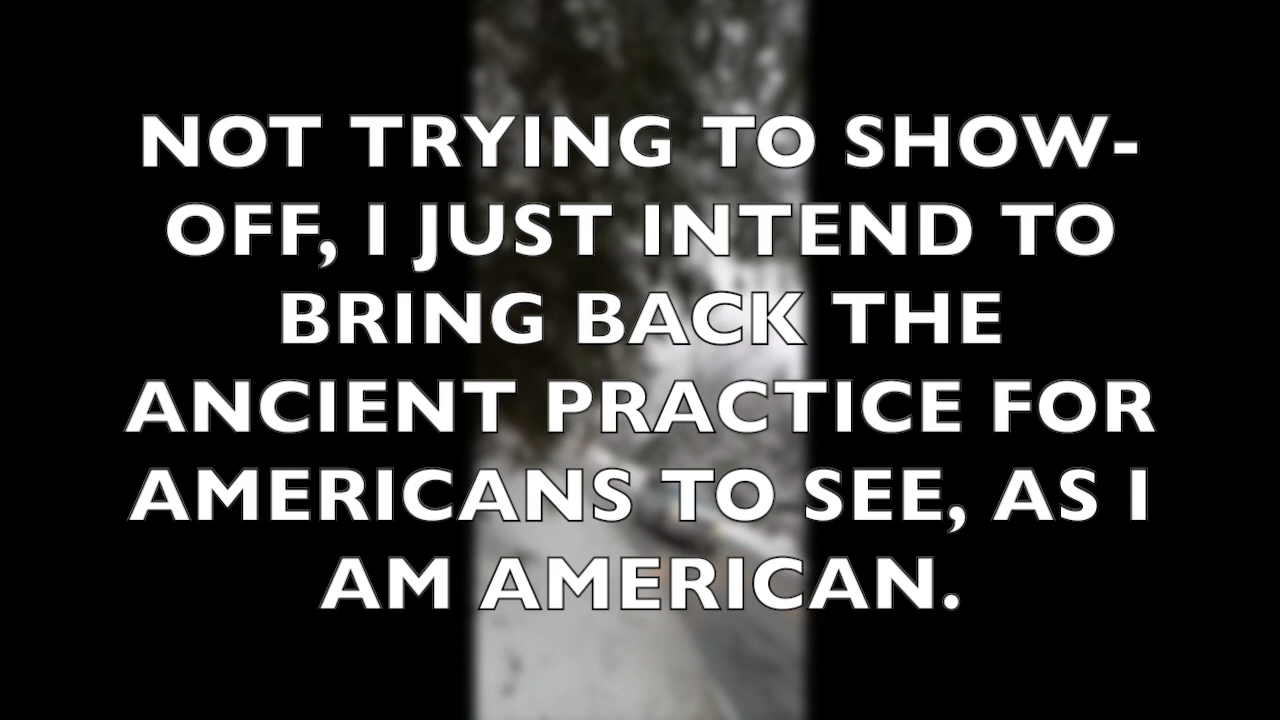 NOT TRYING TO SHOW-
OFF, I JUST INTEND TO
BRING BACK THE
ANCIENT PRACTICE FOR
AMERICANS TO SEE, AS I
AM AMERICAN.